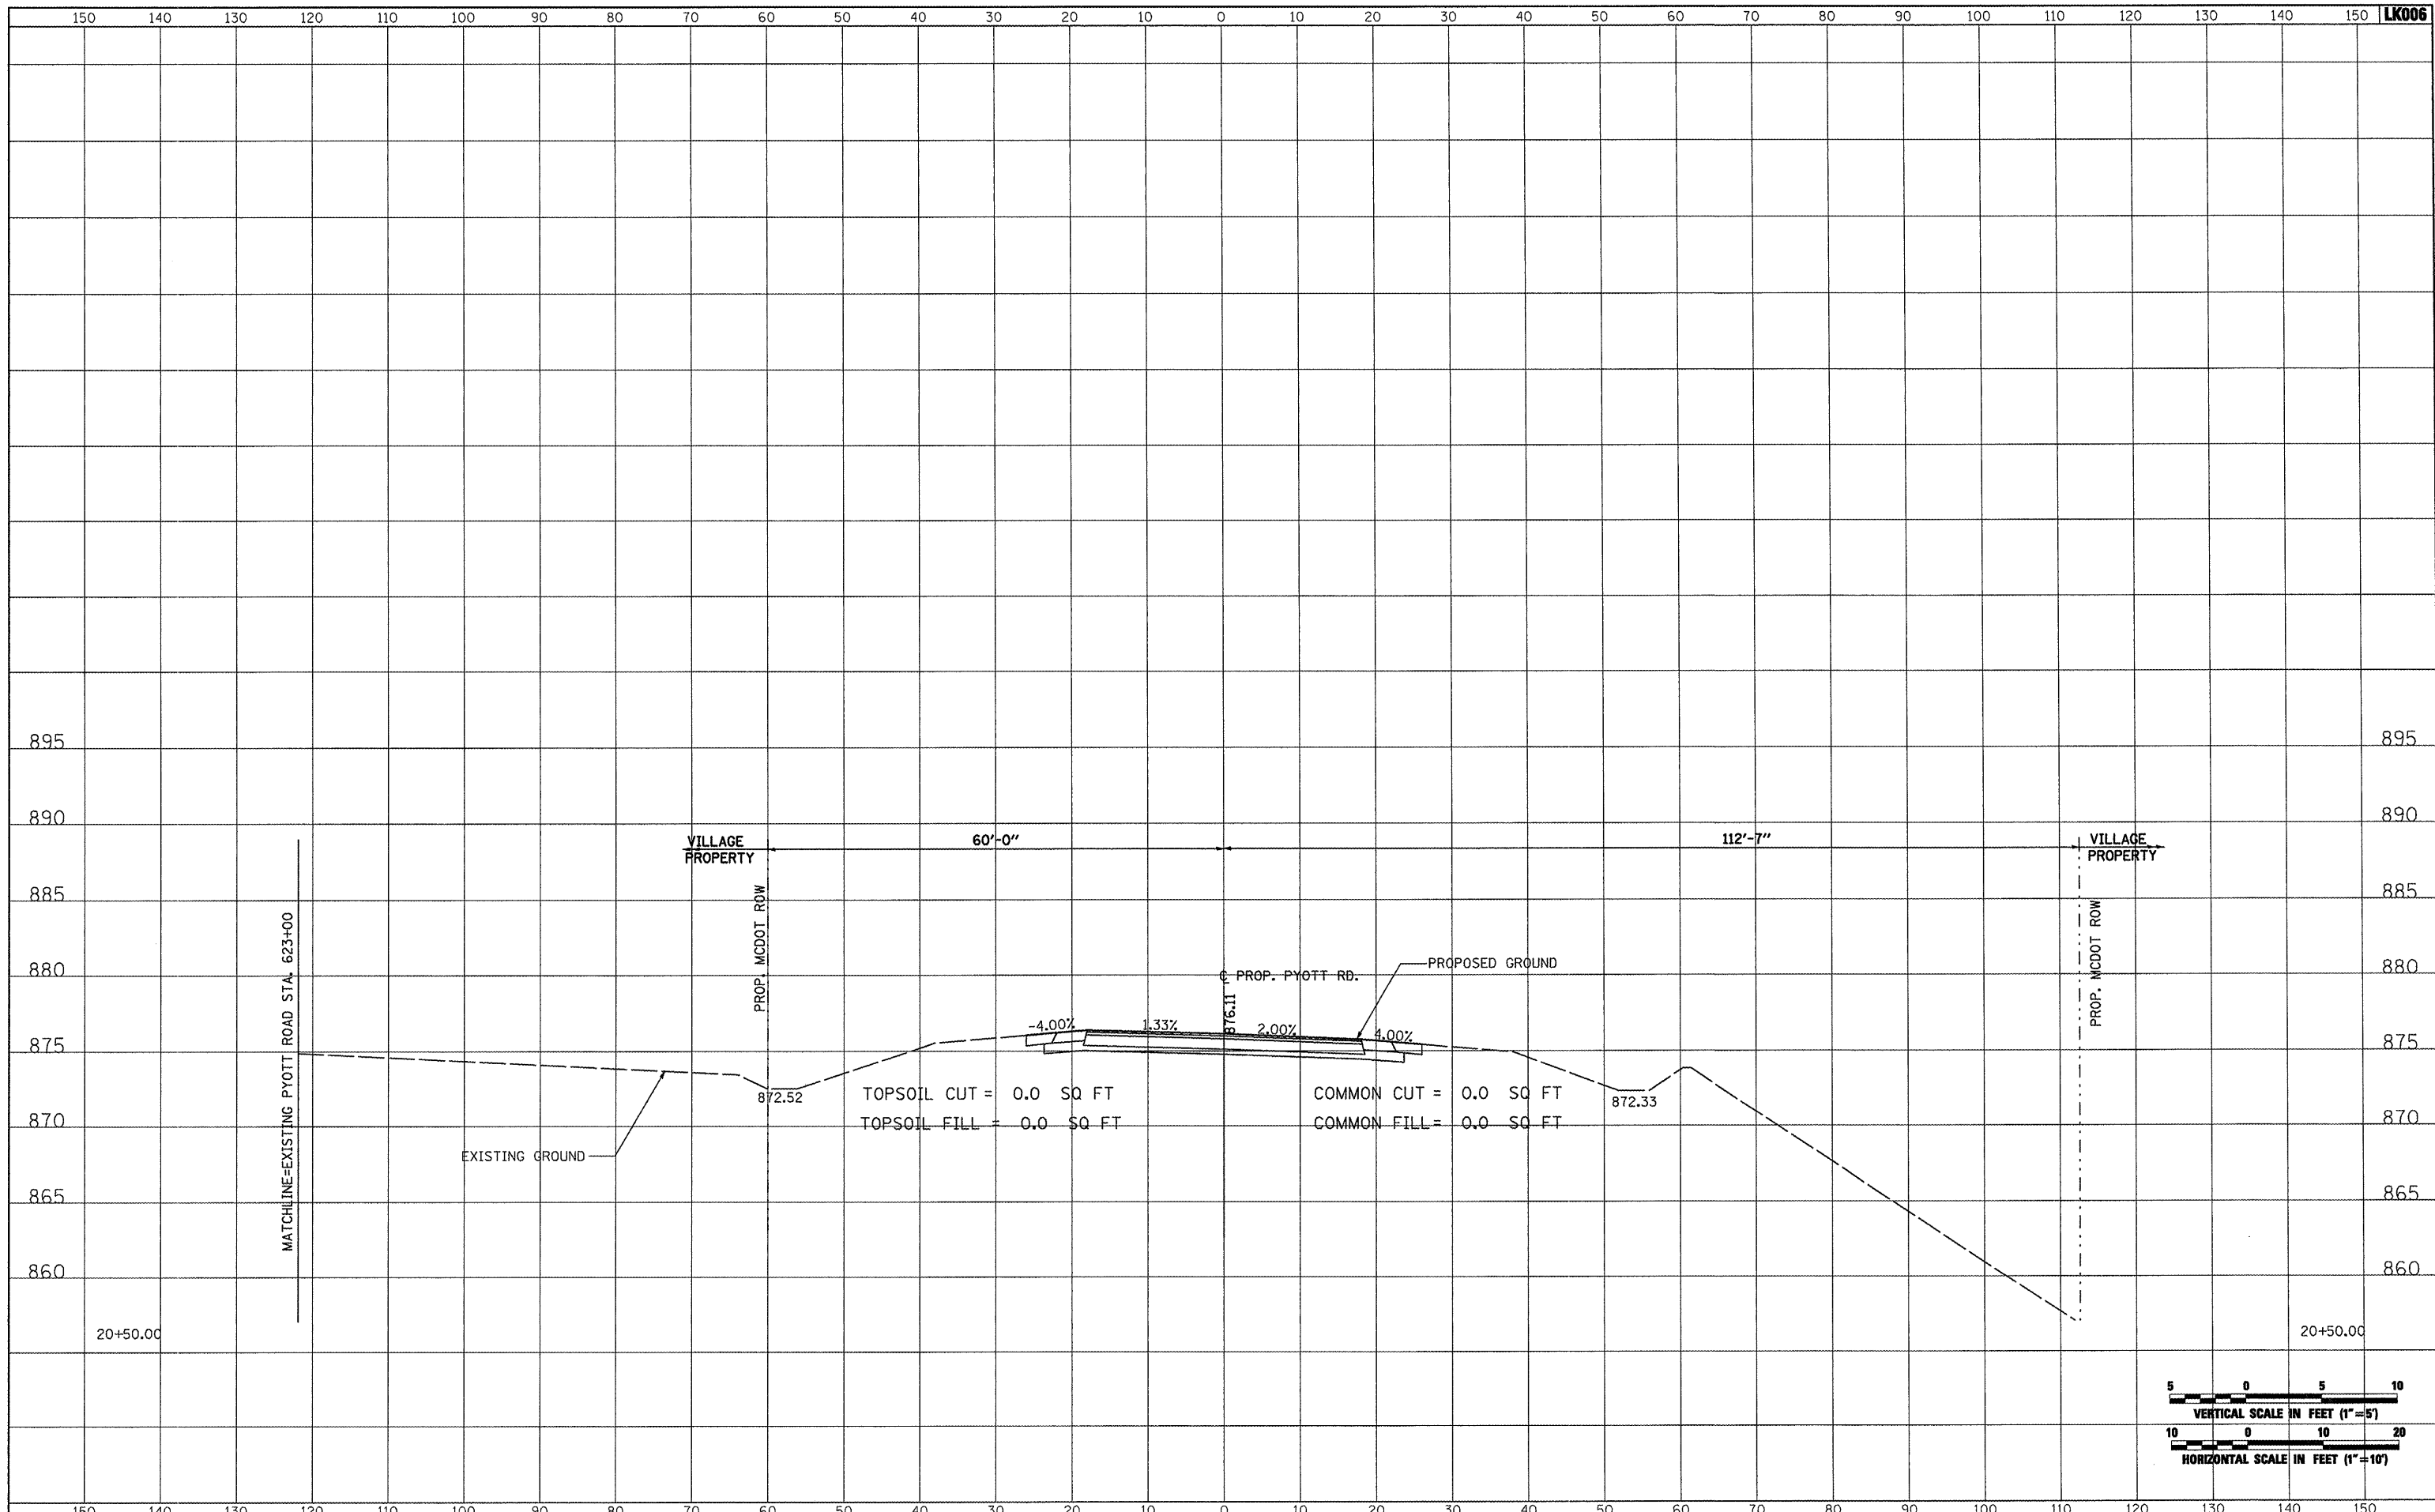 150 140 130 120 110 100 90 80 70 60 50 40 30 20 10 0 10 20 30 40 50 60 70 80 90 100 110 120 130 140 150 LK006
895 895
890 890
VILLAGE PROPERTY
60'-0"
112'-7"
VILLAGE PROPERTY
885 885
MATCHLINE=EXISTING PYOTT ROAD STA. 623+00
PROP. MCDOT ROW
PROP. MCDOT ROW
880 880
℄ PROP. PYOTT RD.
PROPOSED GROUND
876.11
-4.00% 1.33% 2.00% 4.00%
875 875
872.52
TOPSOIL CUT = 0.0 SQ FT
COMMON CUT = 0.0 SQ FT
872.33
870 870
TOPSOIL FILL = 0.0 SQ FT
COMMON FILL= 0.0 SQ FT
EXISTING GROUND
865 865
860 860
20+50.00 20+50.00
5 0 5 10
VERTICAL SCALE IN FEET (1"=5')
10 0 10 20
HORIZONTAL SCALE IN FEET (1"=10')
150 140 130 120 110 100 90 80 70 60 50 40 30 20 10 0 10 20 30 40 50 60 70 80 90 100 110 120 130 140 150